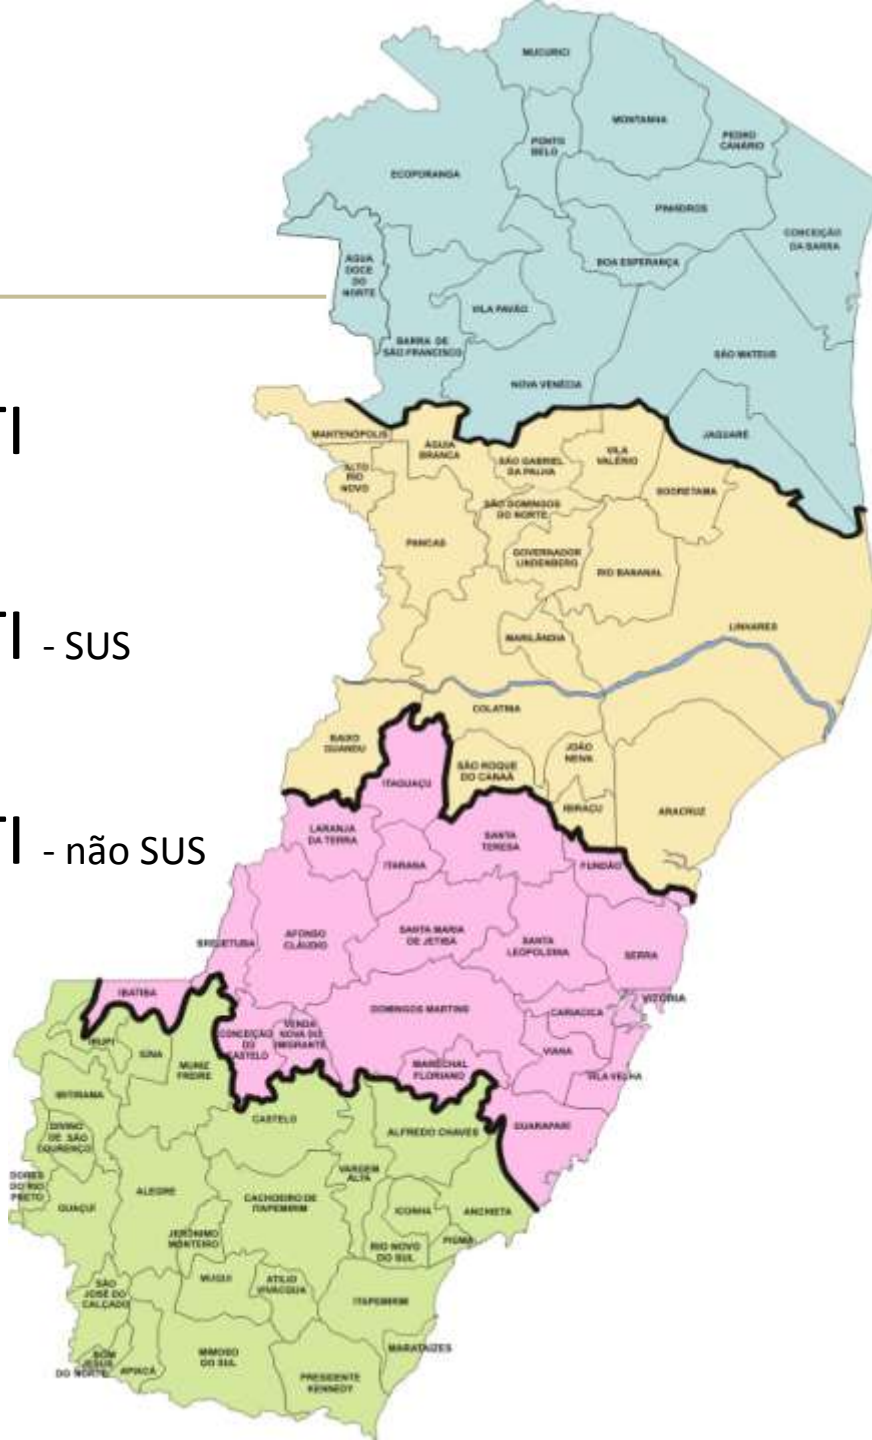 MUCURICI
MONTANHA
PEDRO
CANÁRIO
PONTO
BELO
ECOPORANGA
PINHEIROS
CONCEIÇÃO
DA BARRA
ÁGUA
DOCE
DO
NORTE
BOA ESPERANÇA
VILA PAVÃO
BARRA DE
SÃO FRANCISCO
SÃO MATEUS
NOVA VENÉCIA
TI
MANTENÓPOLIS
ÁGUIA
BRANCA
JAGUARÉ
ALTO
RIO
NOVO
SÃO GABRIEL
DA PALHA
VILA
VALÉRIO
SOORETAMA
SÃO DOMINGOS
DO NORTE
PANCAS
GOVERNADOR
LINDENBERG
RIO BANANAL
TI - SUS
MARILÂNDIA
LINHARES
COLATINA
BAIXO
GUANDU
SÃO ROQUE
DO CANAÃ
JOÃO
NEIVA
ITAGUAÇU
IBIRAÇU
ARACRUZ
TI - não SUS
LARANJA
DA TERRA
SANTA
TERESA
ITARANA
FUNDÃO
BREJETUBA
AFONSO
CLÁUDIO
SANTA MARIA
DE JETIBA
SANTA
LEOPOLDINA
SERRA
IBATIBA
VITÓRIA
DOMINGOS MARTINS
CARIACICA
CONCEIÇÃO
DO
CASTELO
VENDA
NOVA DO
IMIGRANTE
VIANA
IRUPI
IÚNA
MUNIZ
FREIRE
MARECHAL
FLORIANO
VILA VELHA
IBITIRAMA
CASTELO
GUARAPARI
DIVINO
DE SÃO
LOURENÇO
ALFREDO CHAVES
DORES
DO RIO
PRETO
GUAÇUÍ
ALEGRE
VARGEM
ALTA
CACHOEIRO DE
ITAPEMIRIM
ICONHA
ANCHIETA
JERÔNIMO
MONTEIRO
RIO NOVO
DO SUL
PIÚMA
SÃO
JOSÉ DO
CALÇADO
MUQUI
ATILIO
VIVACQUA
ITAPEMIRIM
BOM
JESUS
DO NORTE
APIACÁ
MIMOSO
DO SUL
MARATAÍZES
PRESIDENTE
KENNEDY